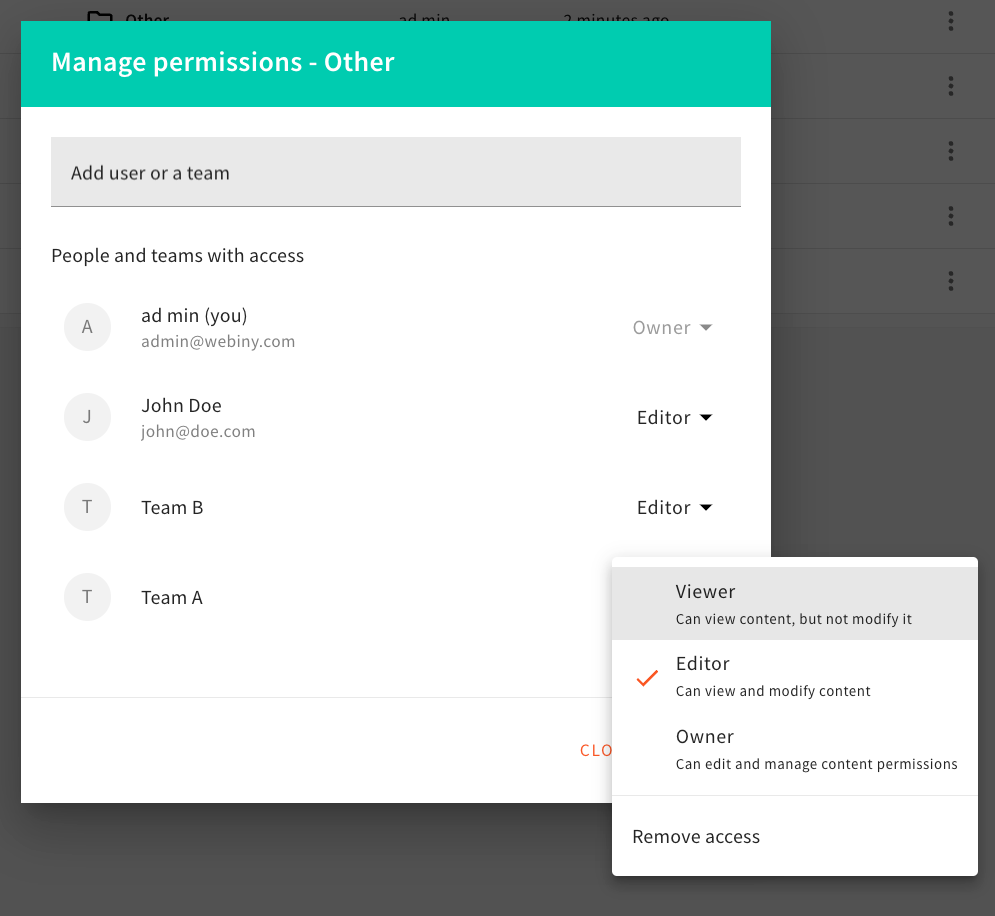 Other ad min 2 minutes ago
Manage permissions - Other
Add user or a team
People and teams with access
A
ad min (you)
admin@webiny.com
Owner
J
John Doe
john@doe.com
Editor
T
Team B
Editor
T
Team A
Viewer
Can view content, but not modify it
Editor
Can view and modify content
Owner
Can edit and manage content permissions
CLO
Remove access